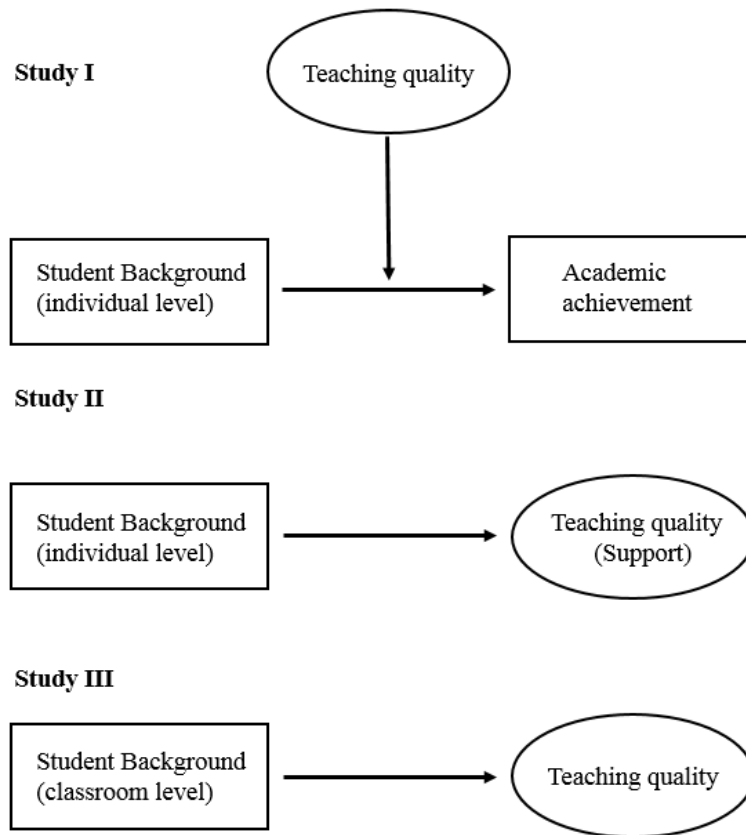 Study I
Teaching quality
Student Background
(individual level)
Academic
achievement
Study II
Student Background
(individual level)
Teaching quality
(Support)
Study III
Student Background
(classroom level)
Teaching quality